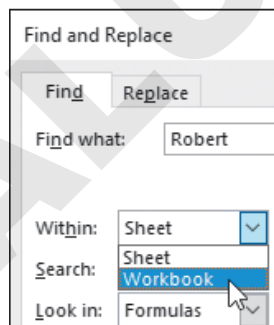 Find and Replace
Find Replace
Find what: Robert
Within: Sheet
Sheet
Search: Workbook
Look in: Formulas